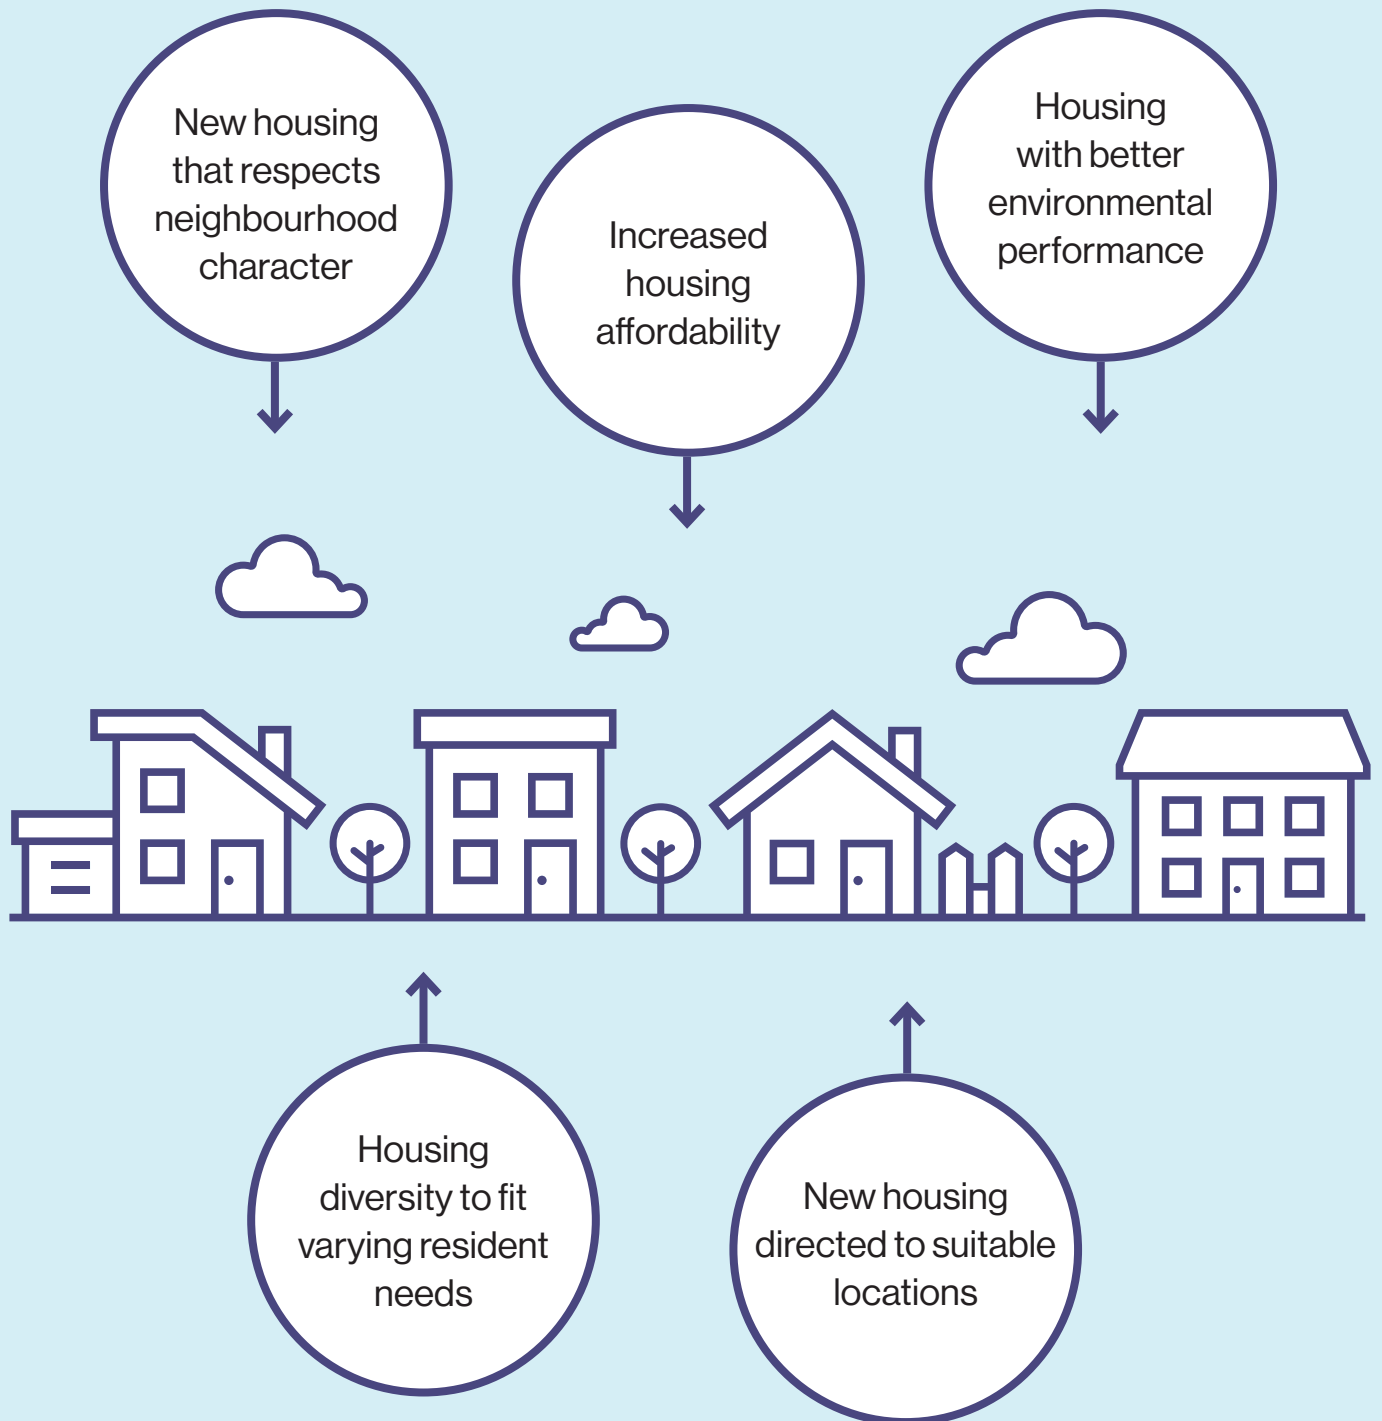 New housing
that respects
neighbourhood
character
Increased
housing
affordability
Housing
with better
environmental
performance
Housing
diversity to fit
varying resident
needs
New housing
directed to suitable
locations